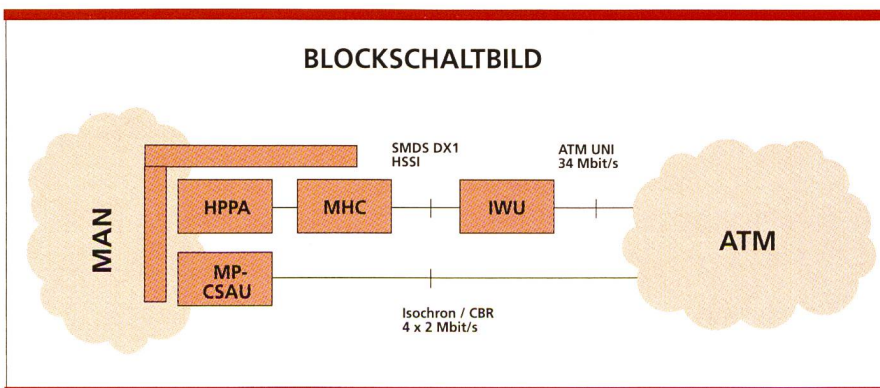 BLOCKSCHALTBILD
SMDS DX1
HSSI
ATM UNI
34 Mbit/s
MAN
HPPA
MHC
IWU
ATM
MP-
CSAU
Isochron / CBR
4 x 2 Mbit/s